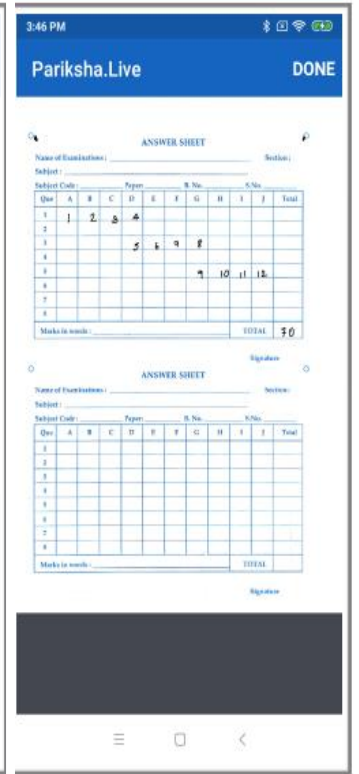 3:46 PM
Pariksha.Live DONE
ANSWER SHEET
Name of Examinations : Section :
Subject :
Subject Code : Paper: R. No. S.No.
Que A B C D E F G H I J Total
1 1 2 3 4
2
3 5 6 9 8
4
5 9 10 11 12
6
7
8
Marks in words : TOTAL 70
Signature
ANSWER SHEET
Name of Examinations : Section :
Subject :
Subject Code : Paper: R. No. S.No.
Que A B C D E F G H I J Total
1
2
3
4
5
6
7
8
Marks in words : TOTAL
Signature